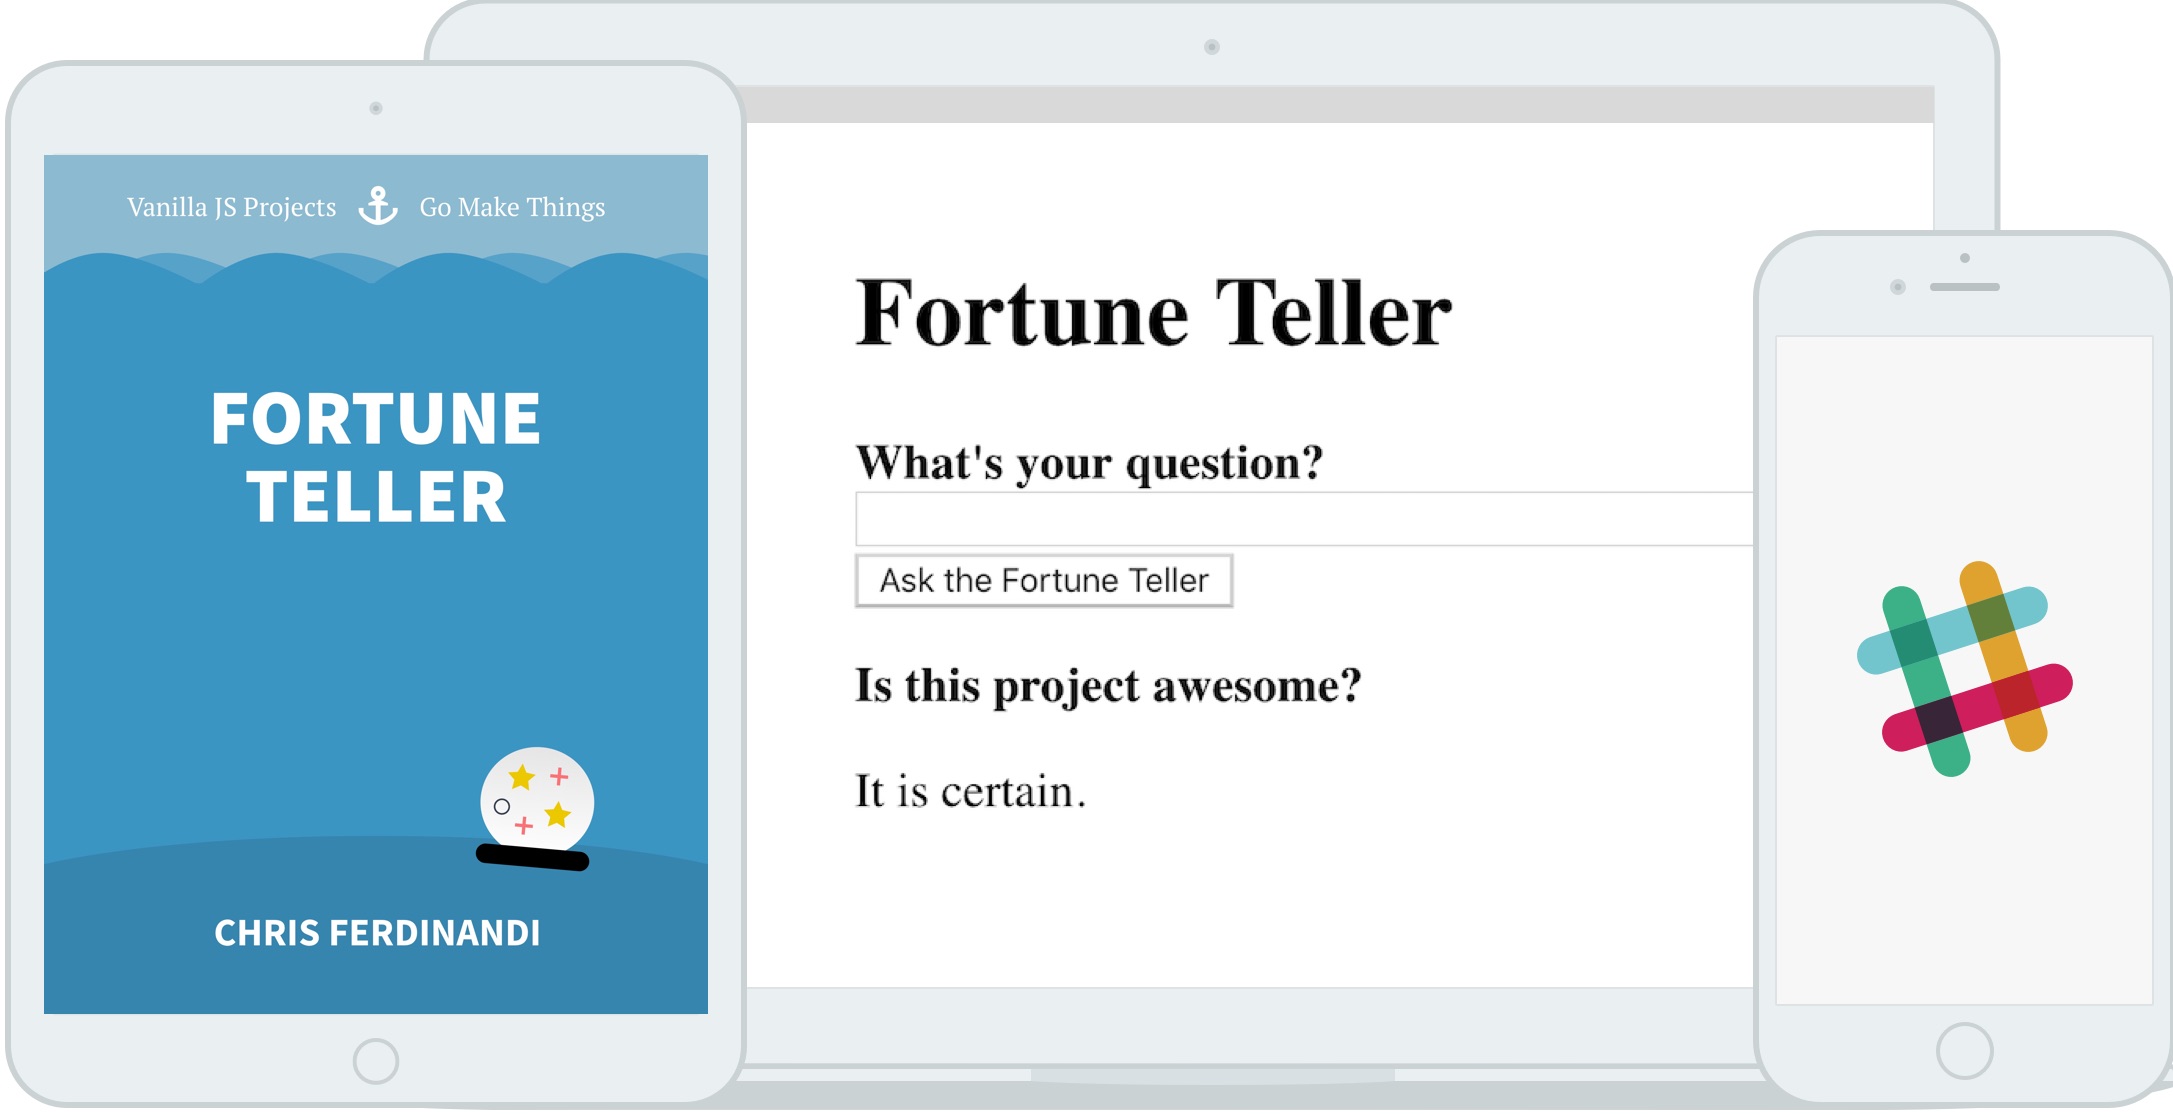 Vanilla JS Projects Go Make Things
FORTUNE
TELLER
CHRIS FERDINANDI
Fortune Teller
What's your question?
Ask the Fortune Teller
Is this project awesome?
It is certain.